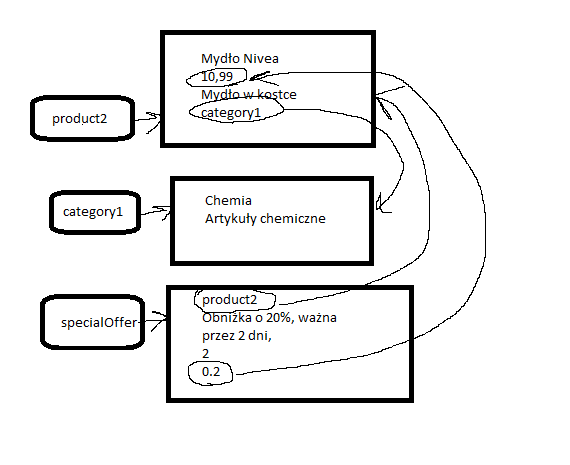 Mydło Nivea
10,99
Mydło w kostce
category1
product2
Chemia
Artykuły chemiczne
category1
product2
Obniżka o 20%, ważna
przez 2 dni,
2
0.2
specialOffer